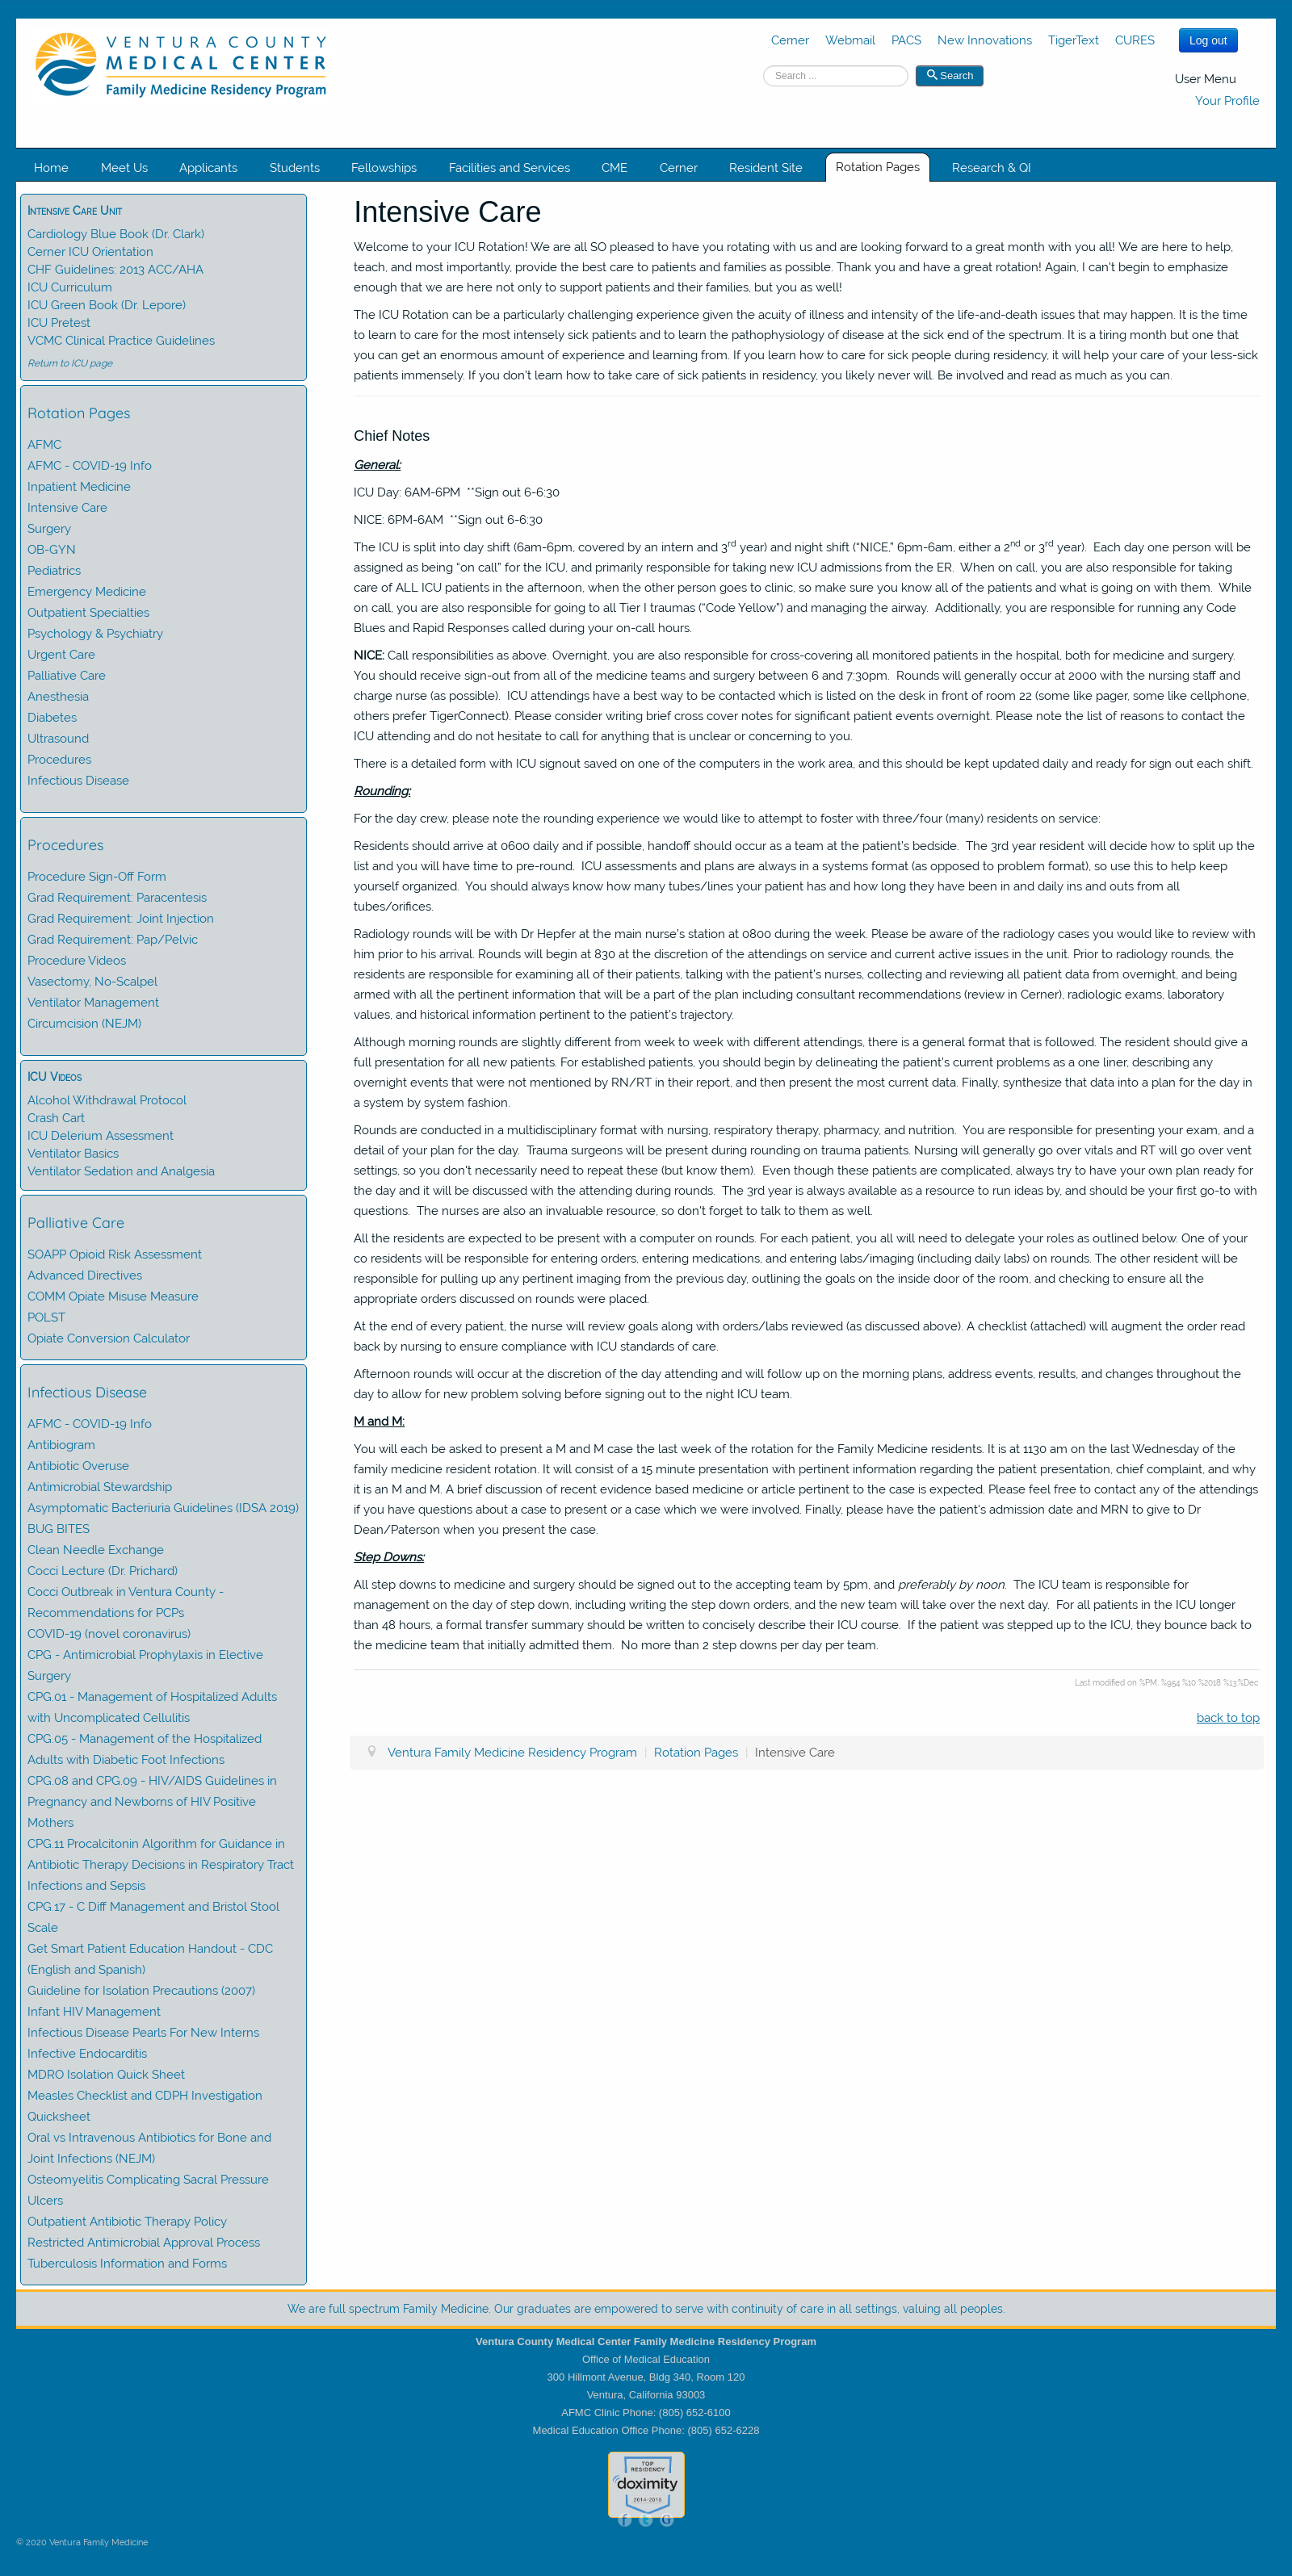 VENTURA COUNTY
MEDICAL CENTER
Family Medicine Residency Program
Cerner Webmail PACS New Innovations TigerText CURES Log out
Search ... Search
User Menu
Your Profile
Home Meet Us Applicants Students Fellowships Facilities and Services CME Cerner Resident Site Rotation Pages Research & QI
Intensive Care Unit
Cardiology Blue Book (Dr. Clark)
Cerner ICU Orientation
CHF Guidelines: 2013 ACC/AHA
ICU Curriculum
ICU Green Book (Dr. Lepore)
ICU Pretest
VCMC Clinical Practice Guidelines
Return to ICU page
Rotation Pages
AFMC
AFMC - COVID-19 Info
Inpatient Medicine
Intensive Care
Surgery
OB-GYN
Pediatrics
Emergency Medicine
Outpatient Specialties
Psychology & Psychiatry
Urgent Care
Palliative Care
Anesthesia
Diabetes
Ultrasound
Procedures
Infectious Disease
Procedures
Procedure Sign-Off Form
Grad Requirement: Paracentesis
Grad Requirement: Joint Injection
Grad Requirement: Pap/Pelvic
Procedure Videos
Vasectomy, No-Scalpel
Ventilator Management
Circumcision (NEJM)
ICU Videos
Alcohol Withdrawal Protocol
Crash Cart
ICU Delerium Assessment
Ventilator Basics
Ventilator Sedation and Analgesia
Palliative Care
SOAPP Opioid Risk Assessment
Advanced Directives
COMM Opiate Misuse Measure
POLST
Opiate Conversion Calculator
Infectious Disease
AFMC - COVID-19 Info
Antibiogram
Antibiotic Overuse
Antimicrobial Stewardship
Asymptomatic Bacteriuria Guidelines (IDSA 2019)
BUG BITES
Clean Needle Exchange
Cocci Lecture (Dr. Prichard)
Cocci Outbreak in Ventura County -
Recommendations for PCPs
COVID-19 (novel coronavirus)
CPG - Antimicrobial Prophylaxis in Elective
Surgery
CPG.01 - Management of Hospitalized Adults
with Uncomplicated Cellulitis
CPG.05 - Management of the Hospitalized
Adults with Diabetic Foot Infections
CPG.08 and CPG.09 - HIV/AIDS Guidelines in
Pregnancy and Newborns of HIV Positive
Mothers
CPG.11 Procalcitonin Algorithm for Guidance in
Antibiotic Therapy Decisions in Respiratory Tract
Infections and Sepsis
CPG.17 - C Diff Management and Bristol Stool
Scale
Get Smart Patient Education Handout - CDC
(English and Spanish)
Guideline for Isolation Precautions (2007)
Infant HIV Management
Infectious Disease Pearls For New Interns
Infective Endocarditis
MDRO Isolation Quick Sheet
Measles Checklist and CDPH Investigation
Quicksheet
Oral vs Intravenous Antibiotics for Bone and
Joint Infections (NEJM)
Osteomyelitis Complicating Sacral Pressure
Ulcers
Outpatient Antibiotic Therapy Policy
Restricted Antimicrobial Approval Process
Tuberculosis Information and Forms
Intensive Care
Welcome to your ICU Rotation! We are all SO pleased to have you rotating with us and are looking forward to a great month with you all! We are here to help,
teach, and most importantly, provide the best care to patients and families as possible. Thank you and have a great rotation! Again, I can't begin to emphasize
enough that we are here not only to support patients and their families, but you as well!
The ICU Rotation can be a particularly challenging experience given the acuity of illness and intensity of the life-and-death issues that may happen. It is the time
to learn to care for the most intensely sick patients and to learn the pathophysiology of disease at the sick end of the spectrum. It is a tiring month but that
you can get an enormous amount of experience and learning from. If you learn how to care for sick people during residency, it will help your care of your less-sick
patients immensely. If you don't learn how to take care of sick patients in residency, you likely never will. Be involved and read as much as you can.
Chief Notes
General:
ICU Day: 6AM-6PM **Sign out 6-6:30
NICE: 6PM-6AM **Sign out 6-6:30
The ICU is split into day shift (6am-6pm, covered by an intern and 3rd year) and night shift ("NICE," 6pm-6am, either a 2nd or 3rd year). Each day one person will be
assigned as being "on call" for the ICU, and primarily responsible for taking new ICU admissions from the ER. When on call, you are also responsible for taking
care of ALL ICU patients in the afternoon, when the other person goes to clinic, so make sure you know all of the patients and what is going on with them. While
on call, you are also responsible for going to all Tier I traumas ("Code Yellow") and managing the airway. Additionally, you are responsible for running any Code
Blues and Rapid Responses called during your on-call hours.
NICE: Call responsibilities as above. Overnight, you are also responsible for cross-covering all monitored patients in the hospital, both for medicine and surgery.
You should receive sign-out from all of the medicine teams and surgery between 6 and 7:30pm. Rounds will generally occur at 2000 with the nursing staff and
charge nurse (as possible). ICU attendings have a best way to be contacted which is listed on the desk in front of room 22 (some like pager, some like cellphone,
others prefer TigerConnect). Please consider writing brief cross cover notes for significant patient events overnight. Please note the list of reasons to contact the
ICU attending and do not hesitate to call for anything that is unclear or concerning to you.
There is a detailed form with ICU signout saved on one of the computers in the work area, and this should be kept updated daily and ready for sign out each shift.
Rounding:
For the day crew, please note the rounding experience we would like to attempt to foster with three/four (many) residents on service:
Residents should arrive at 0600 daily and if possible, handoff should occur as a team at the patient's bedside. The 3rd year resident will decide how to split up the
list and you will have time to pre-round. ICU assessments and plans are always in a systems format (as opposed to problem format), so use this to help keep
yourself organized. You should always know how many tubes/lines your patient has and how long they have been in and daily ins and outs from all
tubes/orifices.
Radiology rounds will be with Dr Hepfer at the main nurse's station at 0800 during the week. Please be aware of the radiology cases you would like to review with
him prior to his arrival. Rounds will begin at 830 at the discretion of the attendings on service and current active issues in the unit. Prior to radiology rounds, the
residents are responsible for examining all of their patients, talking with the patient's nurses, collecting and reviewing all patient data from overnight, and being
armed with all the pertinent information that will be a part of the plan including consultant recommendations (review in Cerner), radiologic exams, laboratory
values, and historical information pertinent to the patient's trajectory.
Although morning rounds are slightly different from week to week with different attendings, there is a general format that is followed. The resident should give a
full presentation for all new patients. For established patients, you should begin by delineating the patient's current problems as a one liner, describing any
overnight events that were not mentioned by RN/RT in their report, and then present the most current data. Finally, synthesize that data into a plan for the day in
a system by system fashion.
Rounds are conducted in a multidisciplinary format with nursing, respiratory therapy, pharmacy, and nutrition. You are responsible for presenting your exam, and a
detail of your plan for the day. Trauma surgeons will be present during rounding on trauma patients. Nursing will generally go over vitals and RT will go over vent
settings, so you don't necessarily need to repeat these (but know them). Even though these patients are complicated, always try to have your own plan ready for
the day and it will be discussed with the attending during rounds. The 3rd year is always available as a resource to run ideas by, and should be your first go-to with
questions. The nurses are also an invaluable resource, so don't forget to talk to them as well.
All the residents are expected to be present with a computer on rounds. For each patient, you all will need to delegate your roles as outlined below. One of your
co residents will be responsible for entering orders, entering medications, and entering labs/imaging (including daily labs) on rounds. The other resident will be
responsible for pulling up any pertinent imaging from the previous day, outlining the goals on the inside door of the room, and checking to ensure all the
appropriate orders discussed on rounds were placed.
At the end of every patient, the nurse will review goals along with orders/labs reviewed (as discussed above). A checklist (attached) will augment the order read
back by nursing to ensure compliance with ICU standards of care.
Afternoon rounds will occur at the discretion of the day attending and will follow up on the morning plans, address events, results, and changes throughout the
day to allow for new problem solving before signing out to the night ICU team.
M and M:
You will each be asked to present a M and M case the last week of the rotation for the Family Medicine residents. It is at 1130 am on the last Wednesday of the
family medicine resident rotation. It will consist of a 15 minute presentation with pertinent information regarding the patient presentation, chief complaint, and why
it is an M and M. A brief discussion of recent evidence based medicine or article pertinent to the case is expected. Please feel free to contact any of the attendings
if you have questions about a case to present or a case which we were involved. Finally, please have the patient's admission date and MRN to give to Dr
Dean/Paterson when you present the case.
Step Downs:
All step downs to medicine and surgery should be signed out to the accepting team by 5pm, and preferably by noon. The ICU team is responsible for
management on the day of step down, including writing the step down orders, and the new team will take over the next day. For all patients in the ICU longer
than 48 hours, a formal transfer summary should be written to concisely describe their ICU course. If the patient was stepped up to the ICU, they bounce back to
the medicine team that initially admitted them. No more than 2 step downs per day per team.
Last modified on %PM, %954 %10 %2018 %13:%Dec
back to top
Ventura Family Medicine Residency Program | Rotation Pages | Intensive Care
We are full spectrum Family Medicine. Our graduates are empowered to serve with continuity of care in all settings, valuing all peoples.
Ventura County Medical Center Family Medicine Residency Program
Office of Medical Education
300 Hillmont Avenue, Bldg 340, Room 120
Ventura, California 93003
AFMC Clinic Phone: (805) 652-6100
Medical Education Office Phone: (805) 652-6228
TOP
RESIDENCY
doximity
2014-2015
f t G
© 2020 Ventura Family Medicine